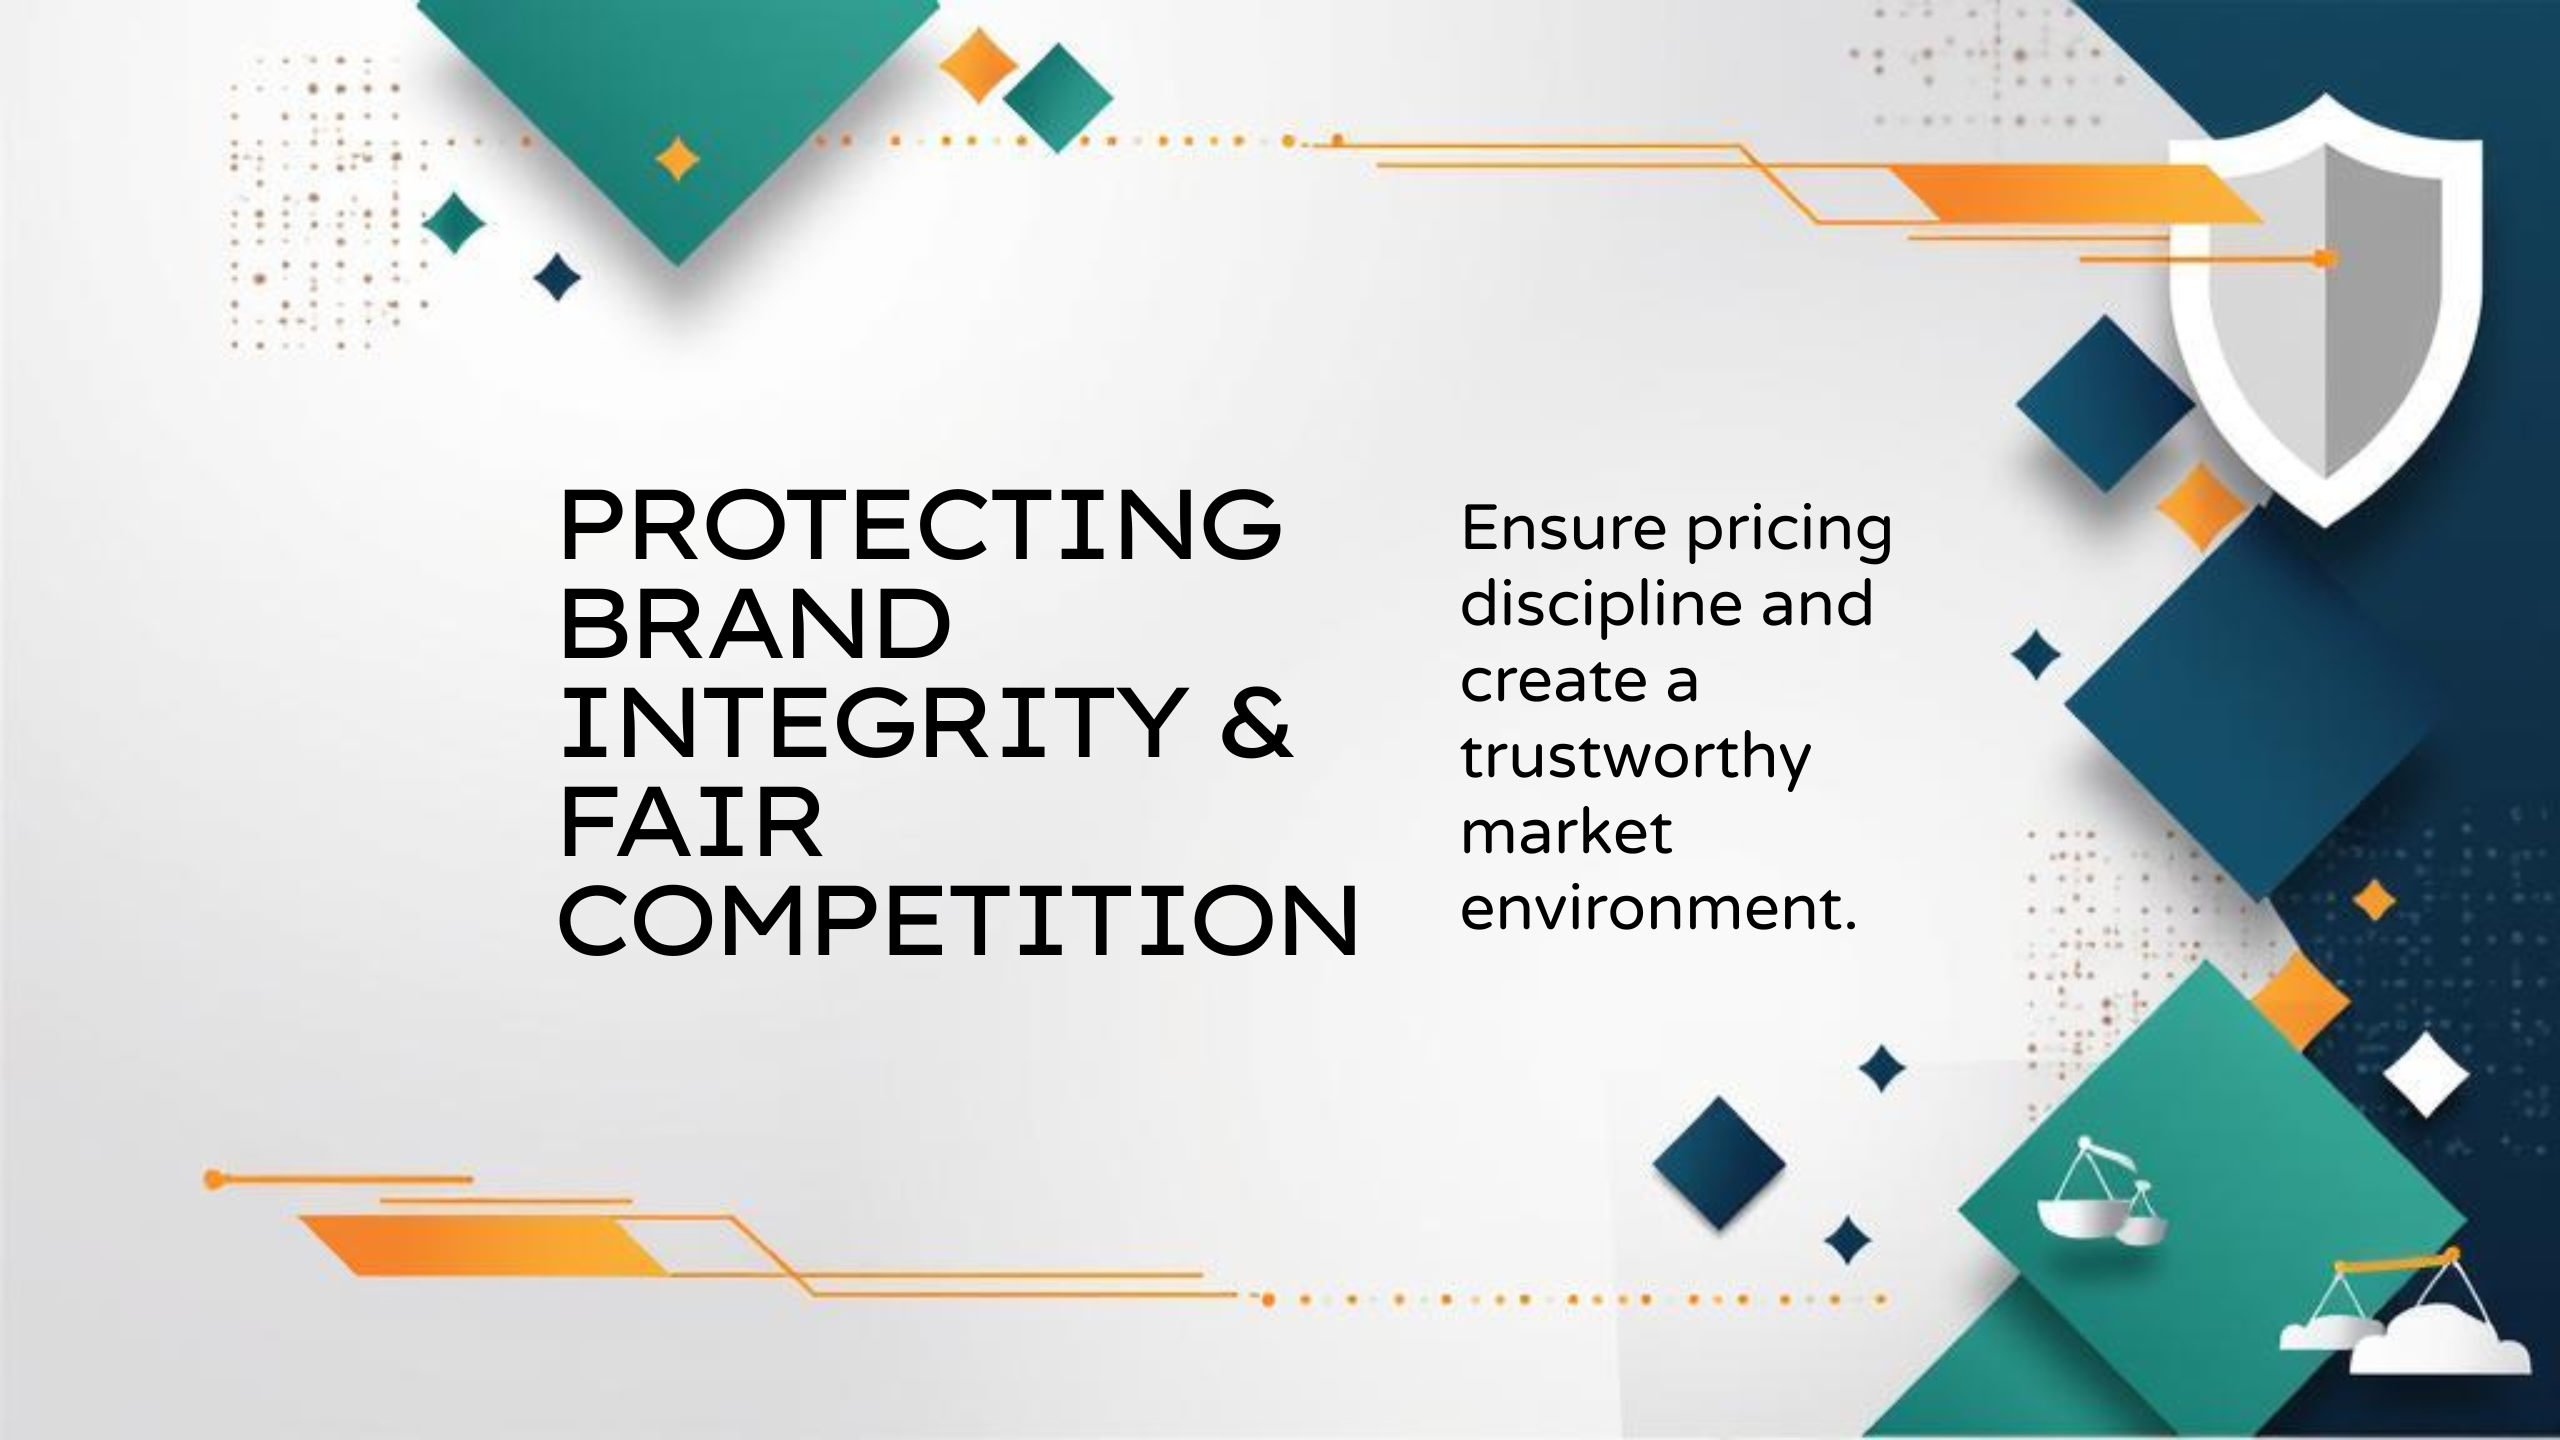 PROTECTING
BRAND
INTEGRITY &
FAIR
COMPETITION
Ensure pricing
discipline and
create a
trustworthy
market
environment.